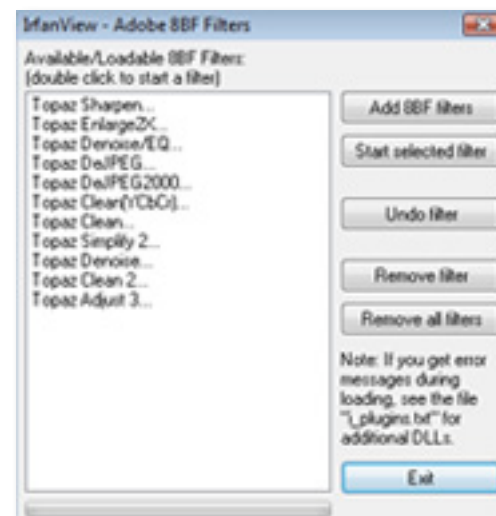 IrfanView - Adobe 8BF Filters
Available/Loadable 8BF Filters:
(double click to start a filter)
Topaz Sharpen...
Topaz Enlarge2X...
Topaz Denoise/EQ...
Topaz DeJPEG...
Topaz DeJPEG2000...
Topaz Clean(YCbCr)...
Topaz Clean...
Topaz Simplify 2...
Topaz Denoise...
Topaz Clean 2...
Topaz Adjust 3...
Add 8BF filters
Start selected filter
Undo filter
Remove filter
Remove all filters
Note: If you get error
messages during
loading, see the file
"i_plugins.txt" for
additional DLLs.
Exit